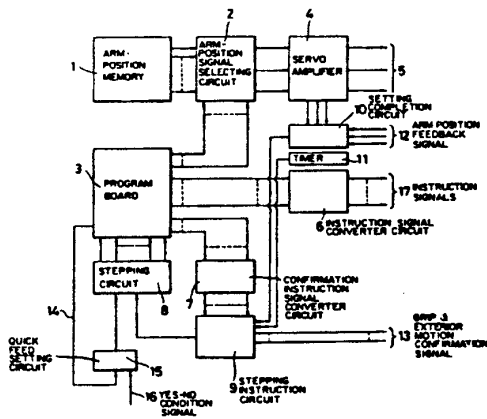 2
4
ARM-
POSITION
MEMORY
1
ARM-
POSITION
SIGNAL
SELECTING
CIRCUIT
SERVO
AMPLIFIER
5
10
SETTING
COMPLETION
CIRCUIT
12
ARM POSITION
FEEDBACK
SIGNAL
TIMER
11
3
PROGRAM
BOARD
17
INSTRUCTION
SIGNALS
6
INSTRUCTION SIGNAL
CONVERTER CIRCUIT
STEPPING
CIRCUIT
8
7
CONFIRMATION
INSTRUCTION
SIGNAL
CONVERTER
CIRCUIT
14
QUICK
FEED
SETTING
CIRCUIT
15
16
YES-NO
CONDITION
SIGNAL
9
STEPPING
INSTRUCTION
CIRCUIT
13
GRIP &
EXTERIOR
MOTION
CONFIRMATION
SIGNAL